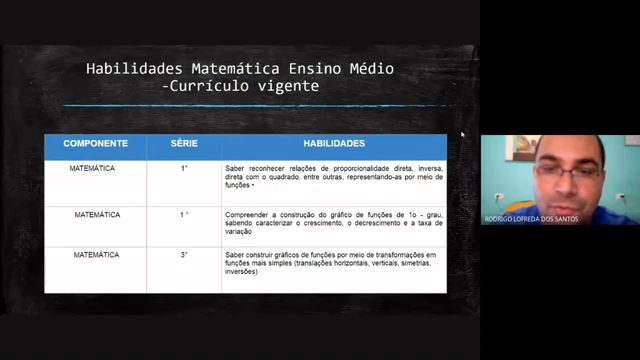 Habilidades Matemática Ensino Médio
-Currículo vigente
COMPONENTE SÉRIE HABILIDADES
MATEMÁTICA 1° Saber reconhecer relações de proporcionalidade direta, inversa,
direta com o quadrado, entre outras, representando-as por meio de
funções •
MATEMÁTICA 1 ° Compreender a construção do gráfico de funções de 1o - grau,
sabendo caracterizar o crescimento, o decrescimento e a taxa de
variação
MATEMÁTICA 3° Saber construir gráficos de funções por meio de transformações em
funções mais simples (translações horizontais, verticais, simetrias,
inversões)
RODRIGO LOFREDA DOS SANTOS